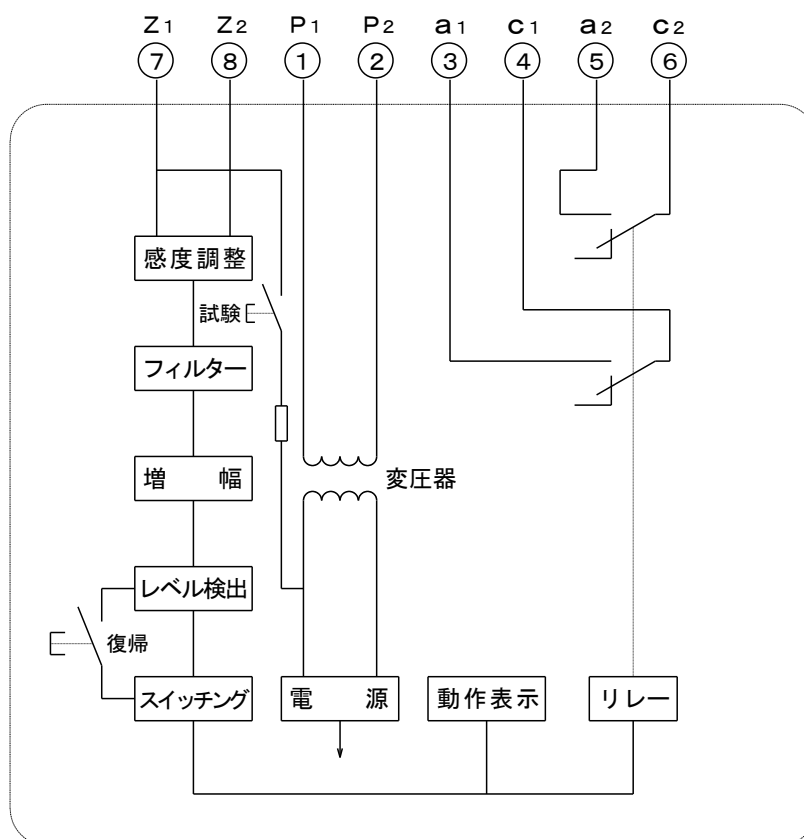 Z1 Z2 P1 P2 a1 c1 a2 c2
⑦ ⑧ ① ② ③ ④ ⑤ ⑥
感度調整
試験
フィルター
増 幅
変圧器
レベル検出
復帰
スイッチング 電 源 動作表示 リレー